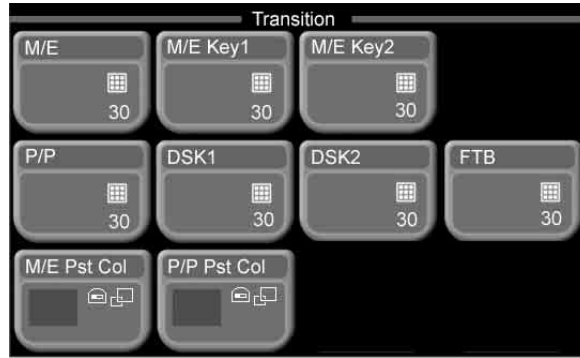 Transition
M/E M/E Key1 M/E Key2
30 30 30
P/P DSK1 DSK2 FTB
30 30 30 30
M/E Pst Col P/P Pst Col